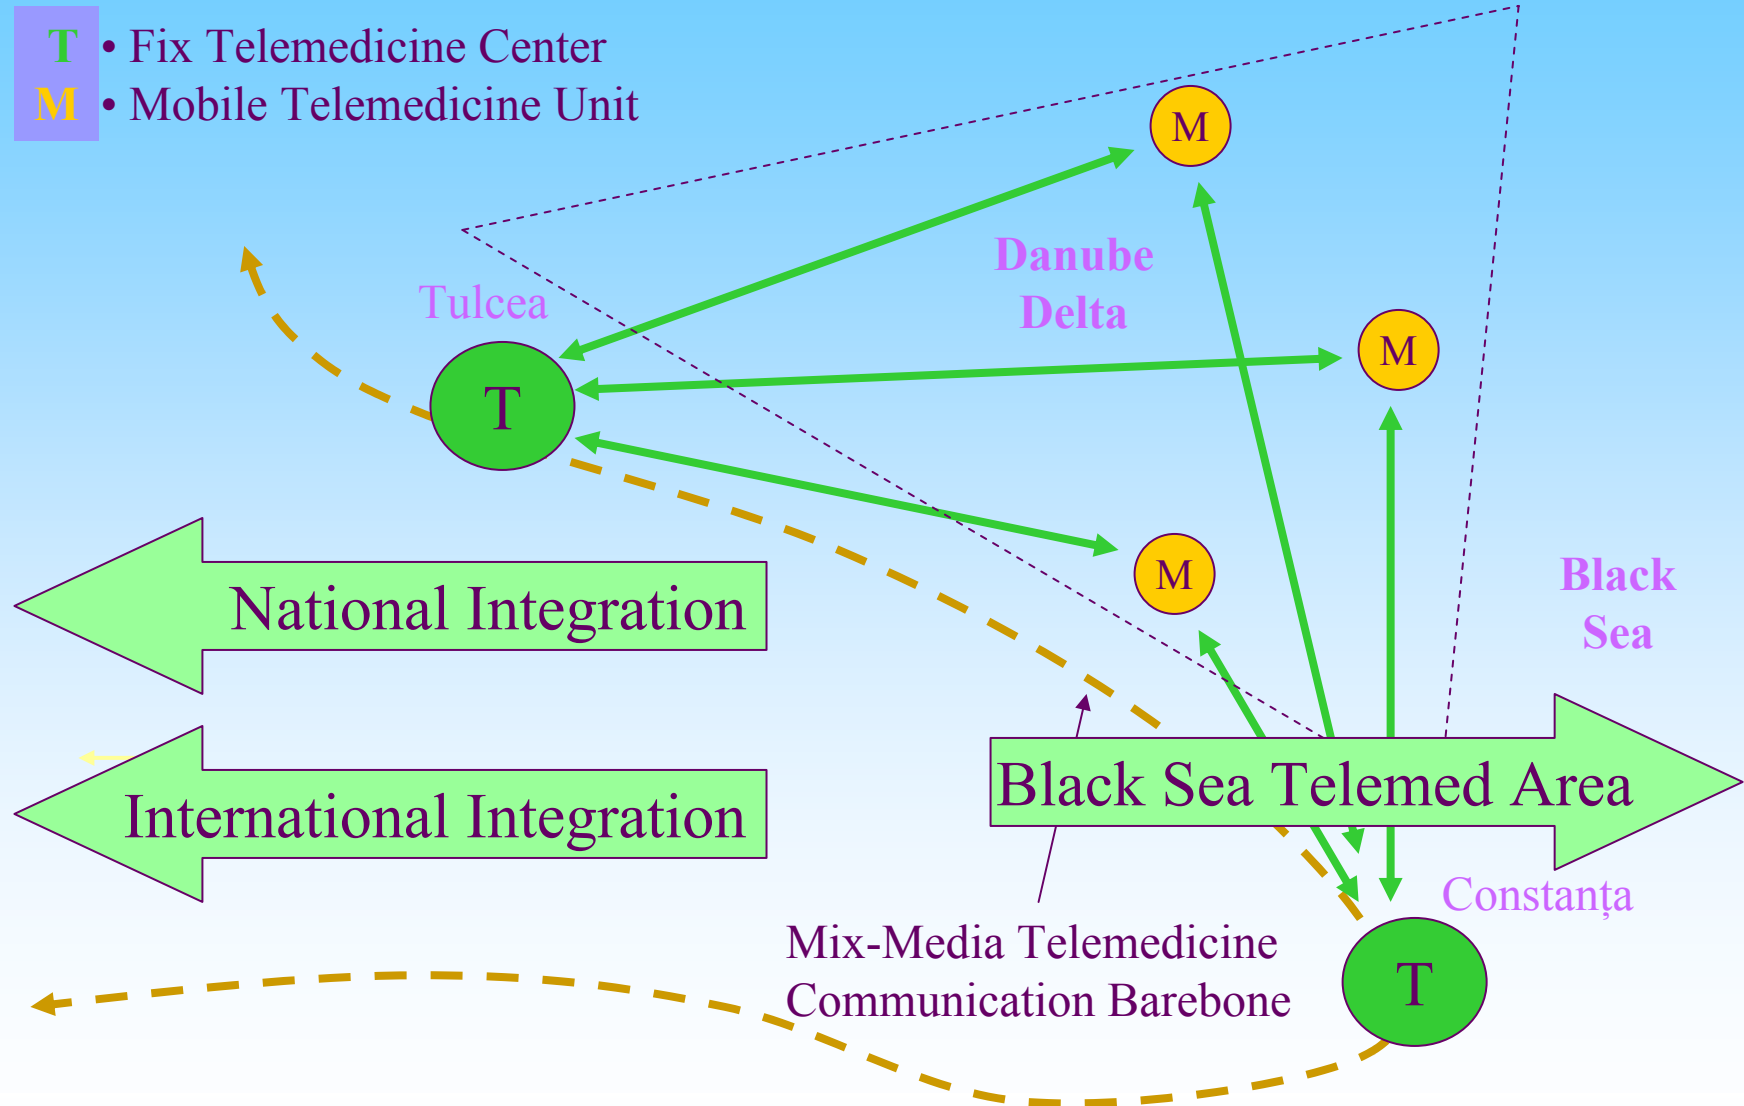 T • Fix Telemedicine Center
M • Mobile Telemedicine Unit
M
Danube
Delta
Tulcea
M
T
M
Black
Sea
National Integration
Black Sea Telemed Area
International Integration
Constanța
Mix-Media Telemedicine
Communication Barebone
T